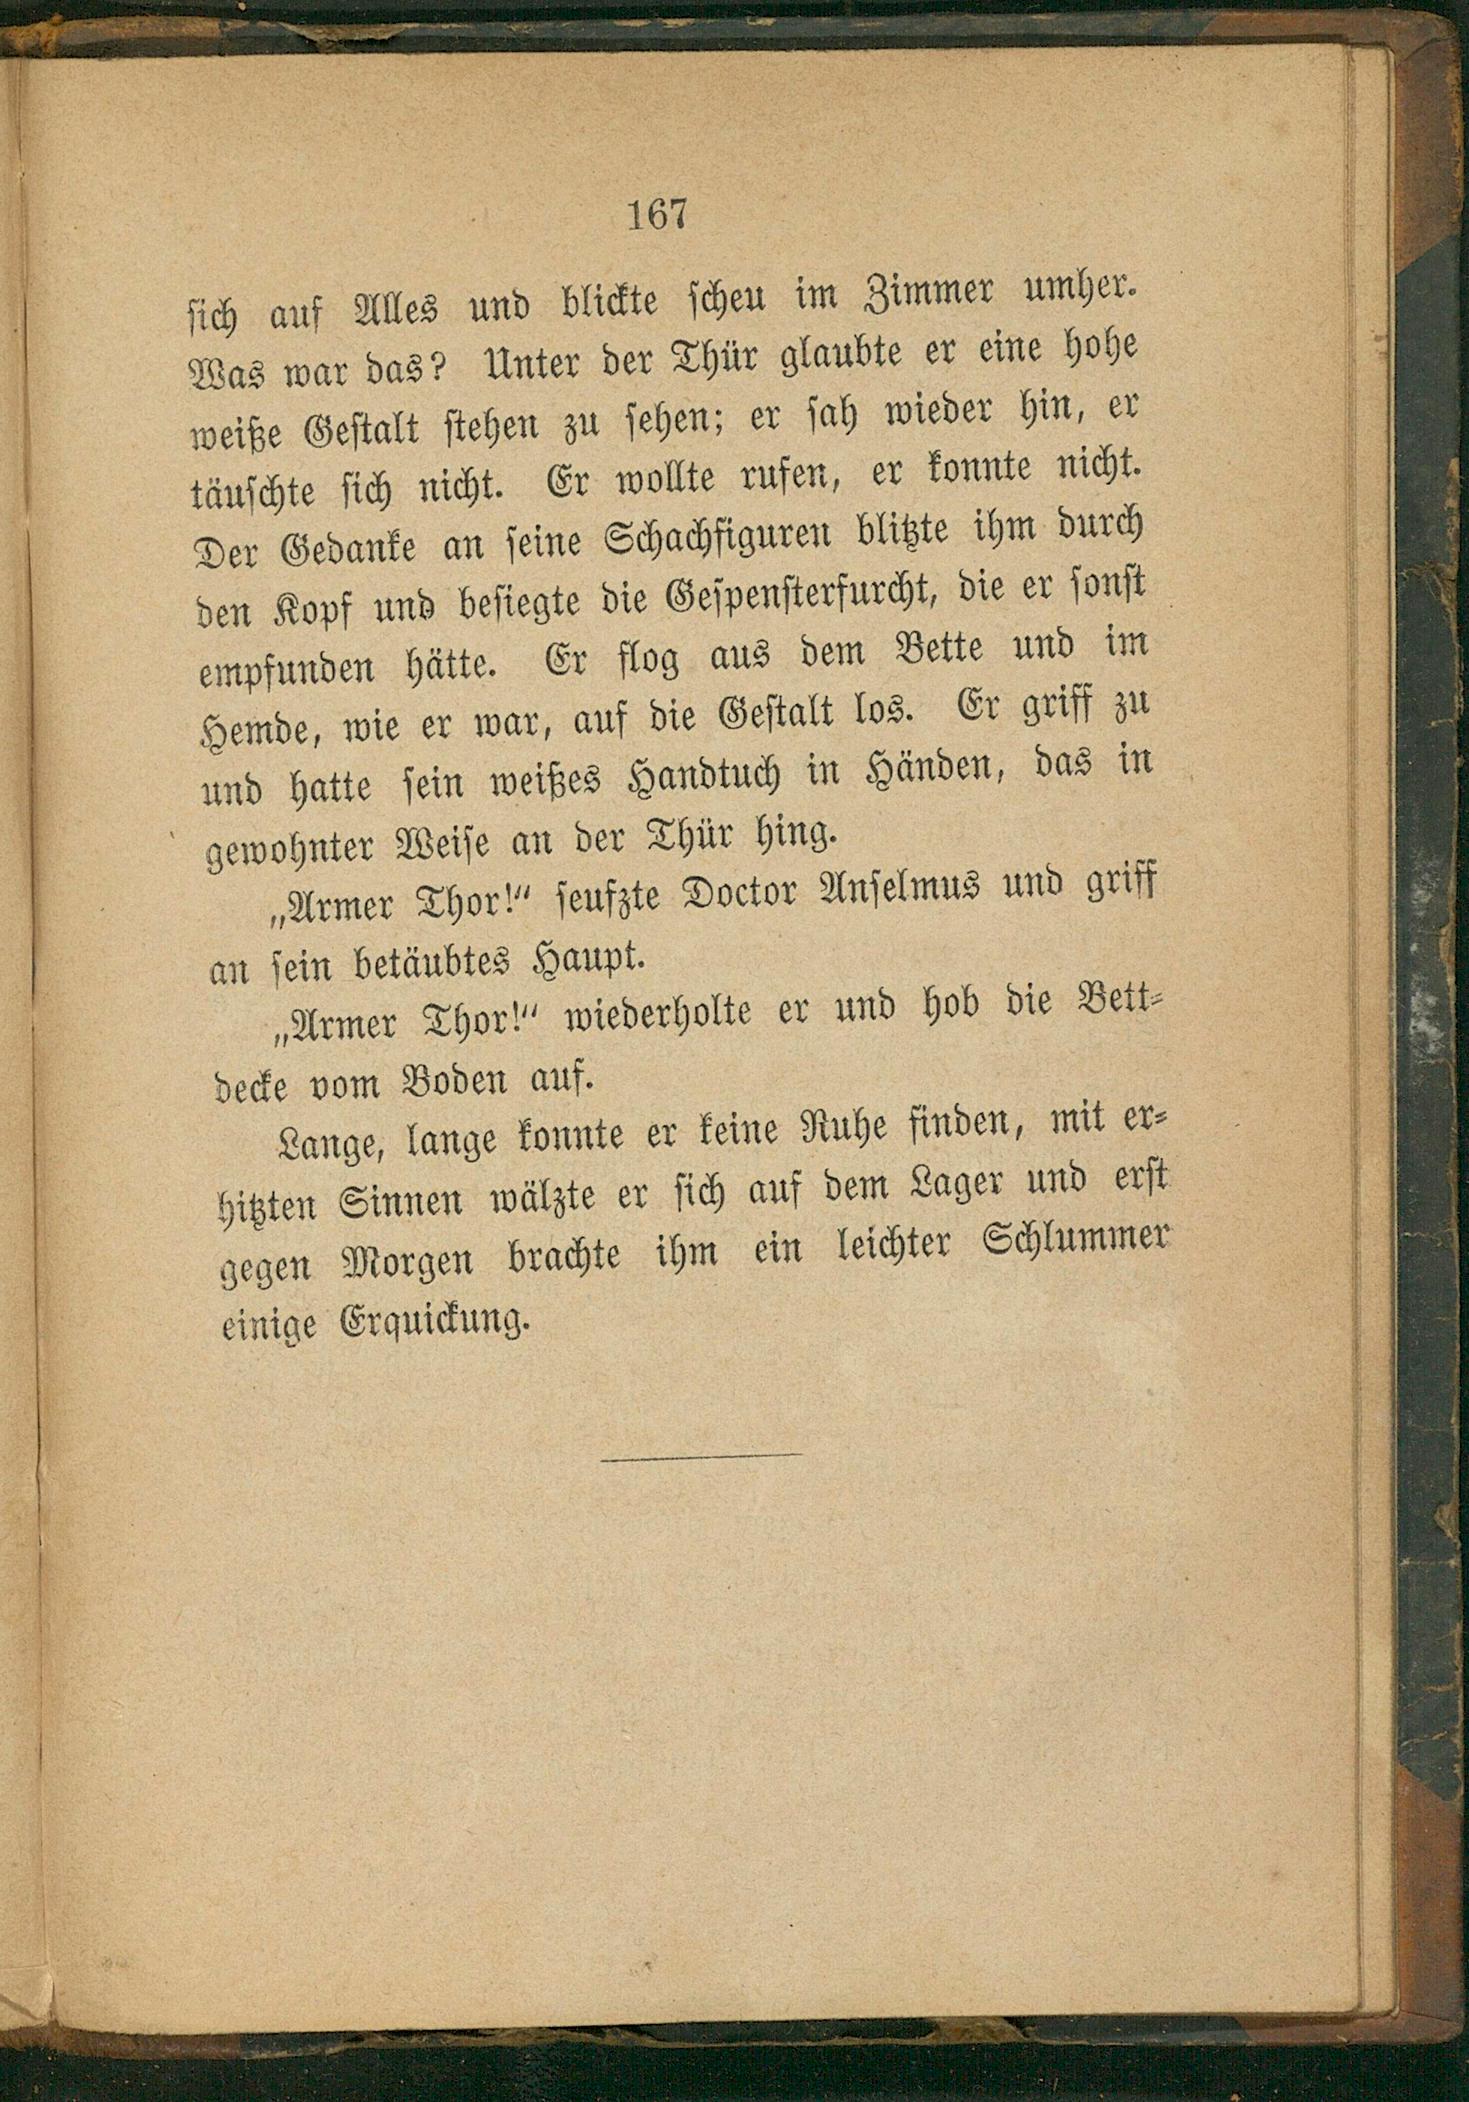 167
sich auf Alles und blickte scheu im Zimmer umher.
Was war das? Unter der Thür glaubte er eine hohe
weiße Gestalt stehen zu sehen; er sah wieder hin, er
täuschte sich nicht. Er wollte rufen, er konnte nicht.
Der Gedanke an seine Schachfiguren blitzte ihm durch
den Kopf und besiegte die Gespensterfurcht, die er sonst
empfunden hätte. Er flog aus dem Bette und im
Hemde, wie er war, auf die Gestalt los. Er griff zu
und hatte sein weißes Handtuch in Händen, das in
gewohnter Weise an der Thür hing.
„Armer Thor!“ seufzte Doctor Anselmus und griff
an sein betäubtes Haupt.
„Armer Thor!“ wiederholte er und hob die Bett-
decke vom Boden auf.
Lange, lange konnte er keine Ruhe finden, mit er-
hitzten Sinnen wälzte er sich auf dem Lager und erst
gegen Morgen brachte ihm ein leichter Schlummer
einige Erquickung.